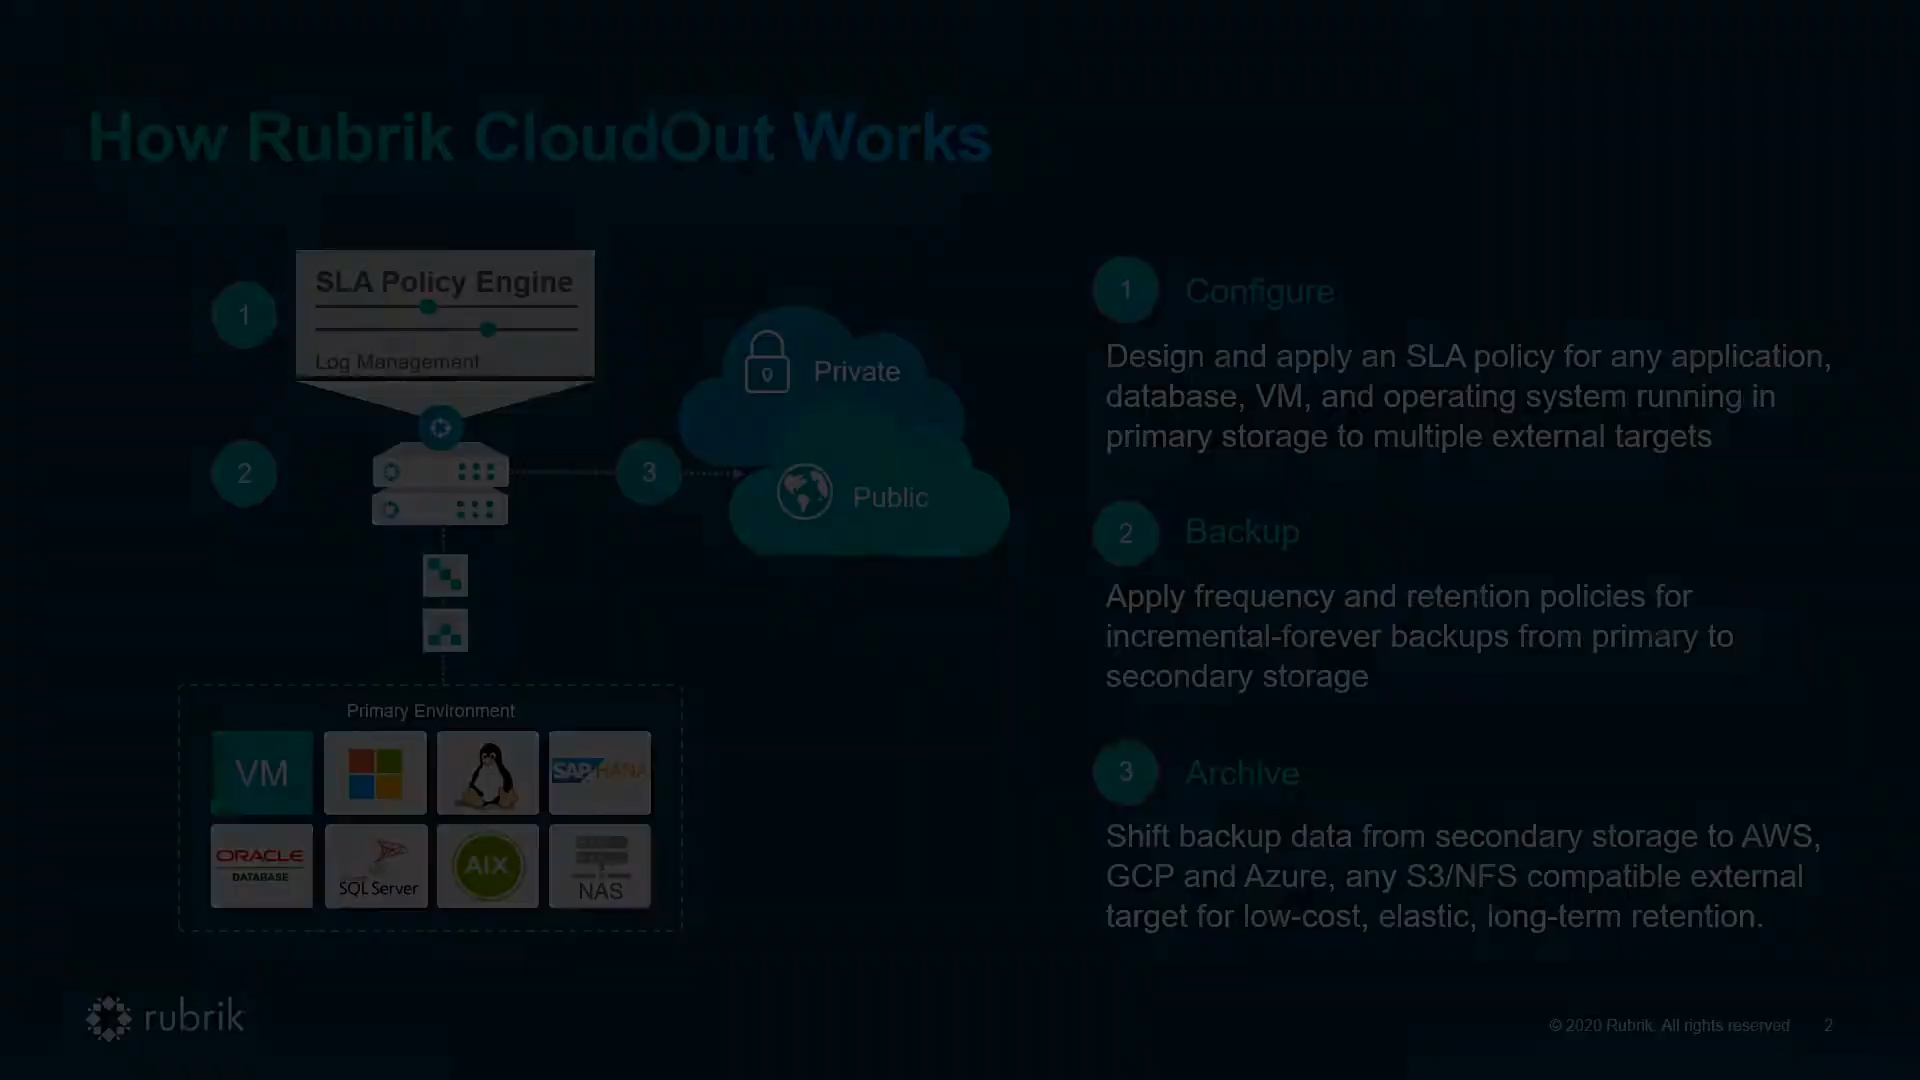 How Rubrik CloudOut Works
1
SLA Policy Engine
Log Management
2
3
Private
Public
Primary Environment
VM
SAP HANA
ORACLE
DATABASE
SQL Server
AIX
NAS
1
Configure
Design and apply an SLA policy for any application,
database, VM, and operating system running in
primary storage to multiple external targets
2
Backup
Apply frequency and retention policies for
incremental-forever backups from primary to
secondary storage
3
Archive
Shift backup data from secondary storage to AWS,
GCP and Azure, any S3/NFS compatible external
target for low-cost, elastic, long-term retention.
rubrik
© 2020 Rubrik. All rights reserved
2